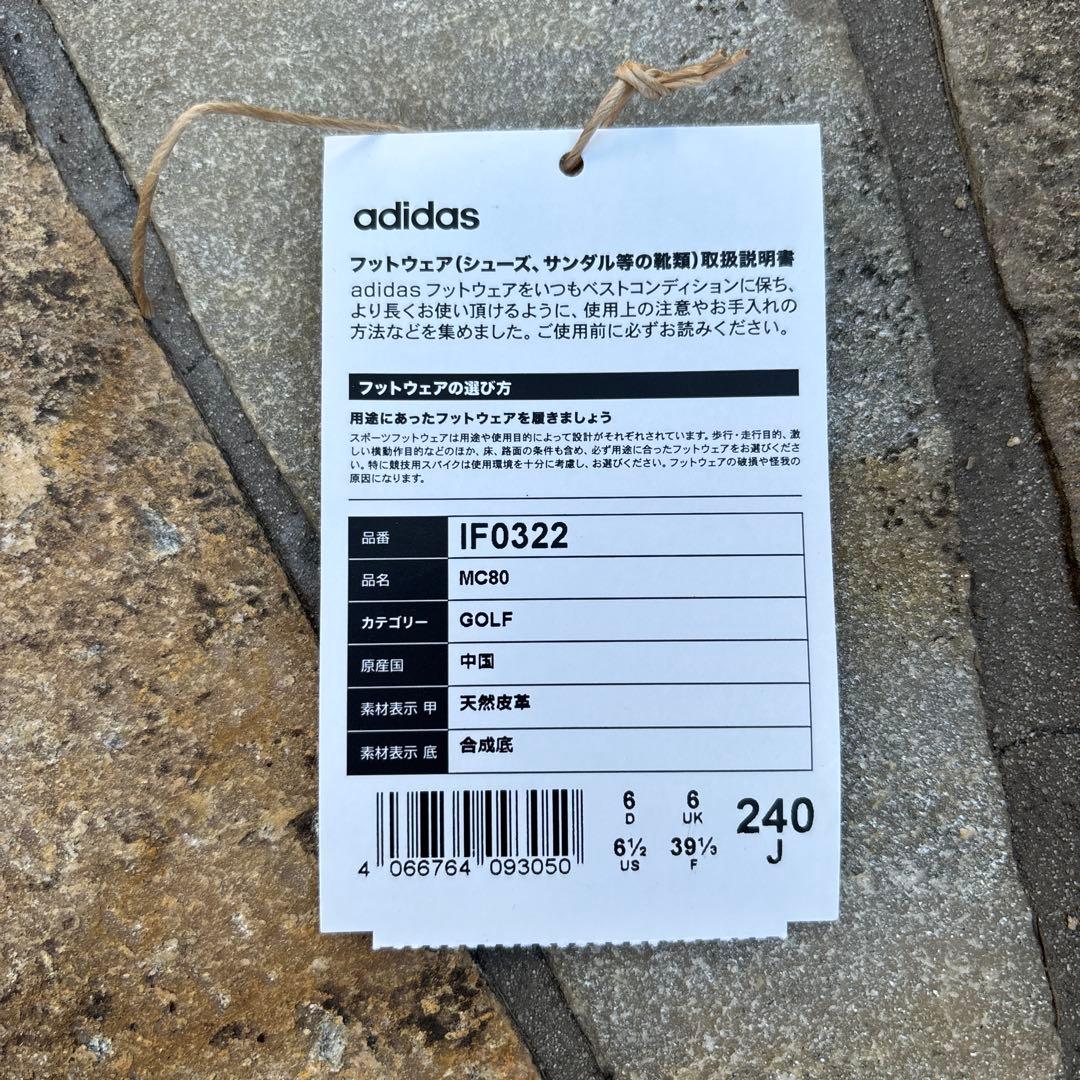 adidas
フットウェア(シューズ、サンダル等の靴類)取扱説明書
adidas フットウェアをいつもベストコンディションに保ち、
より長くお使い頂けるように、使用上の注意やお手入れの
方法などを集めました。ご使用前に必ずお読みください。
フットウェアの選び方
用途にあったフットウェアを履きましょう
スポーツフットウェアは用途や使用目的によって設計がそれぞれされています。歩行・走行目的、激
しい横動作目的などのほか、床、路面の条件も含め、必ず用途に合ったフットウェアをお選びくださ
い。特に競技用スパイクは使用環境を十分に考慮し、お選びください。フットウェアの破損や怪我の
原因になります。
品番 IF0322
品名 MC80
カテゴリー GOLF
原産国 中国
素材表示 甲 天然皮革
素材表示 底 合成底
6 D 6 UK
6½ US 39⅓ F
240 J
4 066764 093050